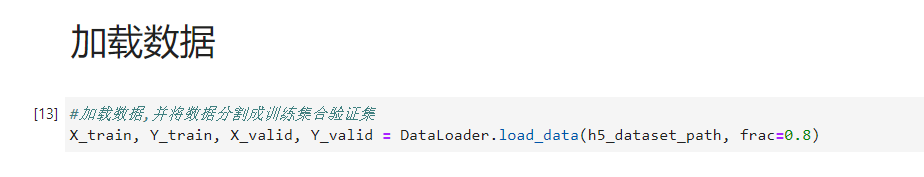 加载数据
[13] #加载数据,并将数据分割成训练集合验证集
X_train, Y_train, X_valid, Y_valid = DataLoader.load_data(h5_dataset_path, frac=0.8)